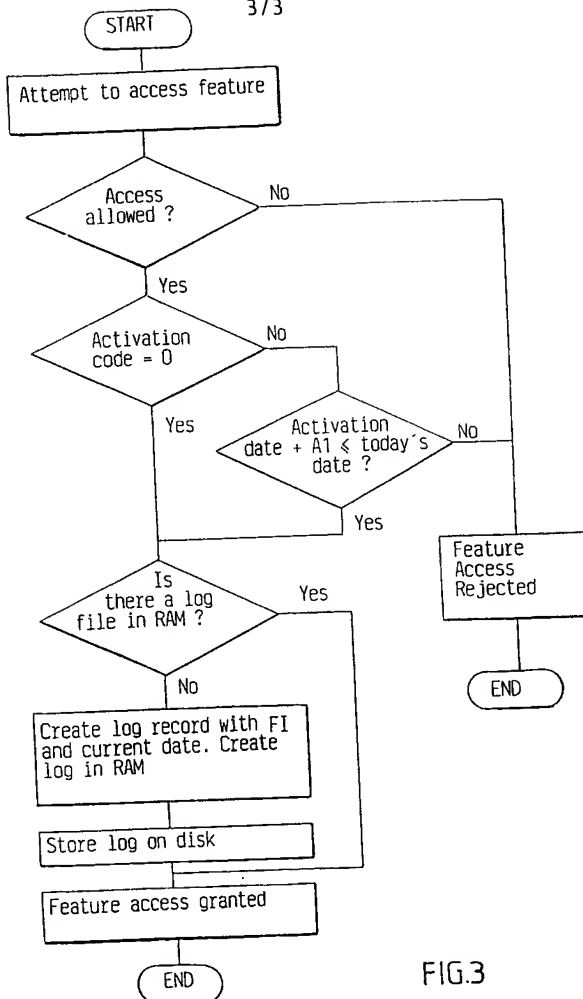 3/3
START
Attempt to access feature
Access
allowed ?
No
Yes
Activation
code = 0
No
Yes
Activation
date + A1 ⩽ today's
date ?
No
Yes
Feature
Access
Rejected
END
Is
there a log
file in RAM ?
Yes
No
Create log record with FI
and current date. Create
log in RAM
Store log on disk
Feature access granted
END
FIG.3